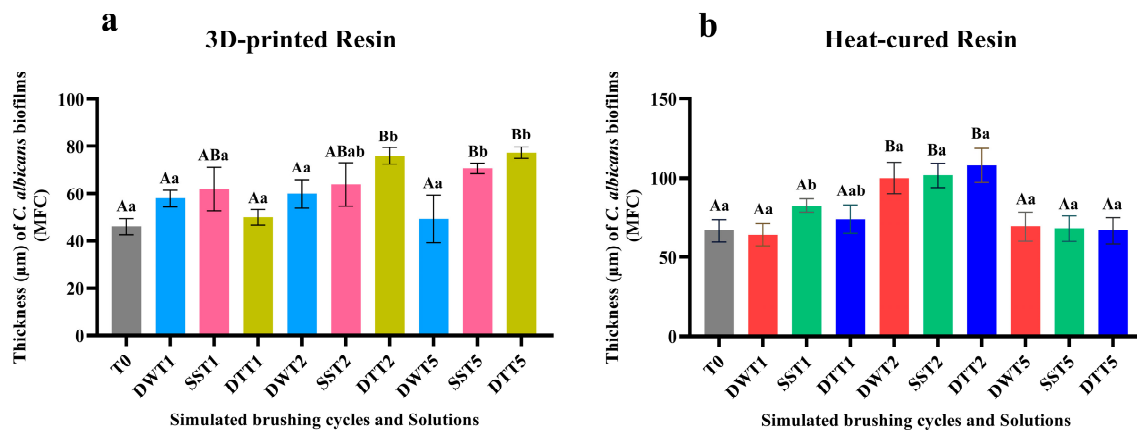 a
3D-printed Resin
Thickness (μm) of C. albicans biofilms
(MFC)
100
80
60
40
20
0
Aa
Aa
ABa
Aa
Aa
ABab
Bb
Aa
Bb
Bb
T0
DWT1
SST1
DTT1
DWT2
SST2
DTT2
DWT5
SST5
DTT5
Simulated brushing cycles and Solutions
b
Heat-cured Resin
Thickness (μm) of C. albicans biofilms
(MFC)
150
100
50
0
Aa
Aa
Ab
Aab
Ba
Ba
Ba
Aa
Aa
Aa
T0
DWT1
SST1
DTT1
DWT2
SST2
DTT2
DWT5
SST5
DTT5
Simulated brushing cycles and Solutions